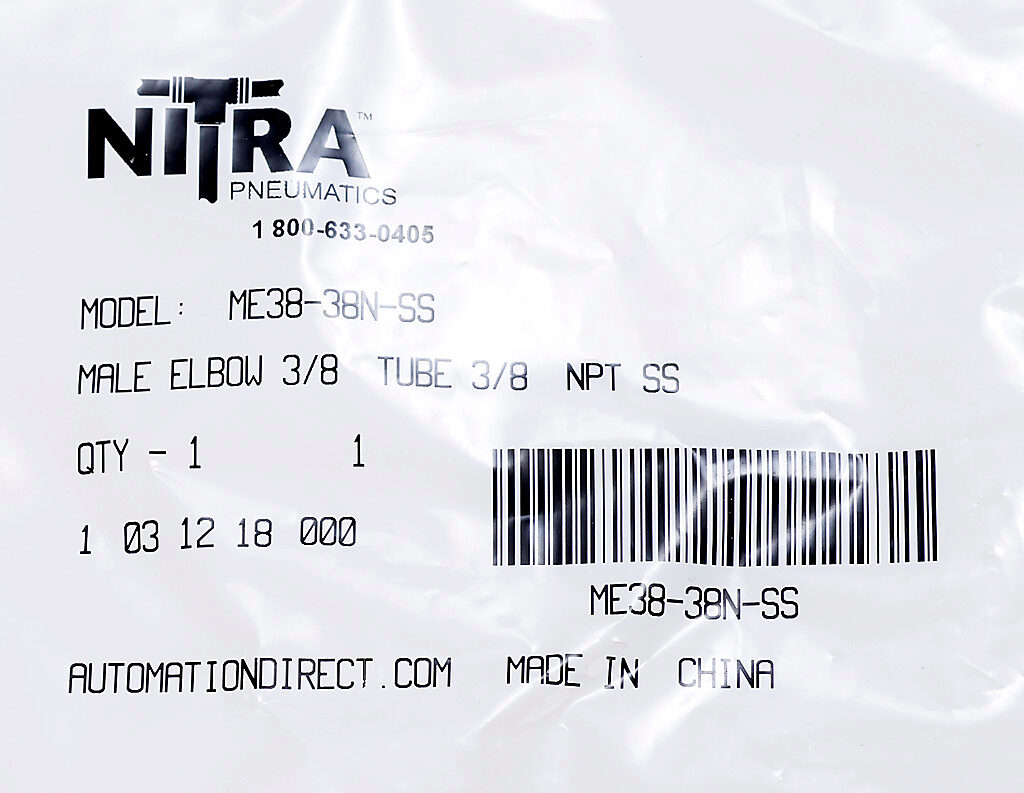 NITRA™
PNEUMATICS
1 800-633-0405
MODEL: ME38-38N-SS
MALE ELBOW 3/8 TUBE 3/8 NPT SS
QTY - 1 1
1 03 12 18 000
ME38-38N-SS
AUTOMATIONDIRECT.COM MADE IN CHINA